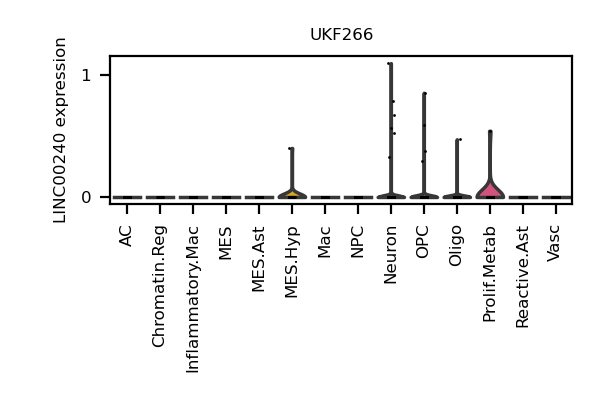 UKF266
LINC00240 expression
1
0
AC
Chromatin.Reg
Inflammatory.Mac
MES
MES.Ast
MES.Hyp
Mac
NPC
Neuron
OPC
Oligo
Prolif.Metab
Reactive.Ast
Vasc